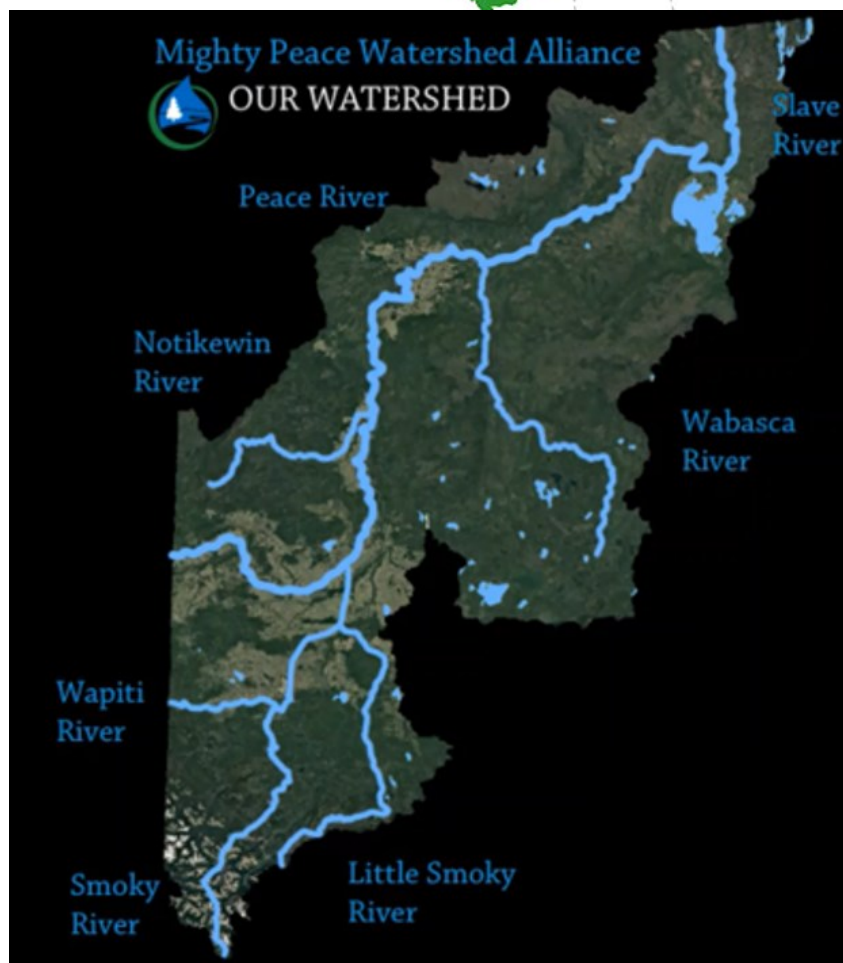 Mighty Peace Watershed Alliance
OUR WATERSHED
Slave
River
Peace River
Notikewin
River
Wabasca
River
Wapiti
River
Smoky
River
Little Smoky
River